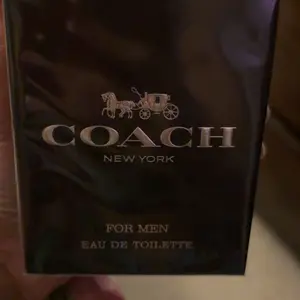 COACH
NEW YORK
FOR MEN
EAU DE TOILETTE